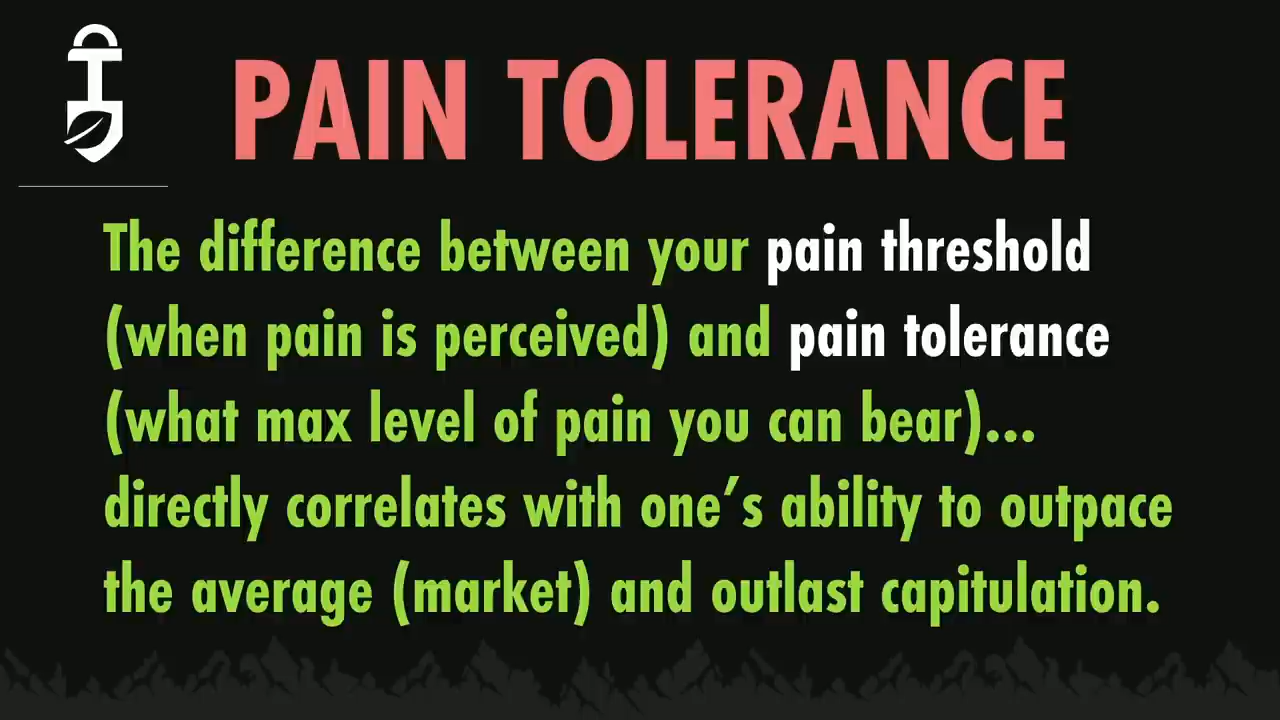 PAIN TOLERANCE
The difference between your pain threshold
(when pain is perceived) and pain tolerance
(what max level of pain you can bear)...
directly correlates with one’s ability to outpace
the average (market) and outlast capitulation.